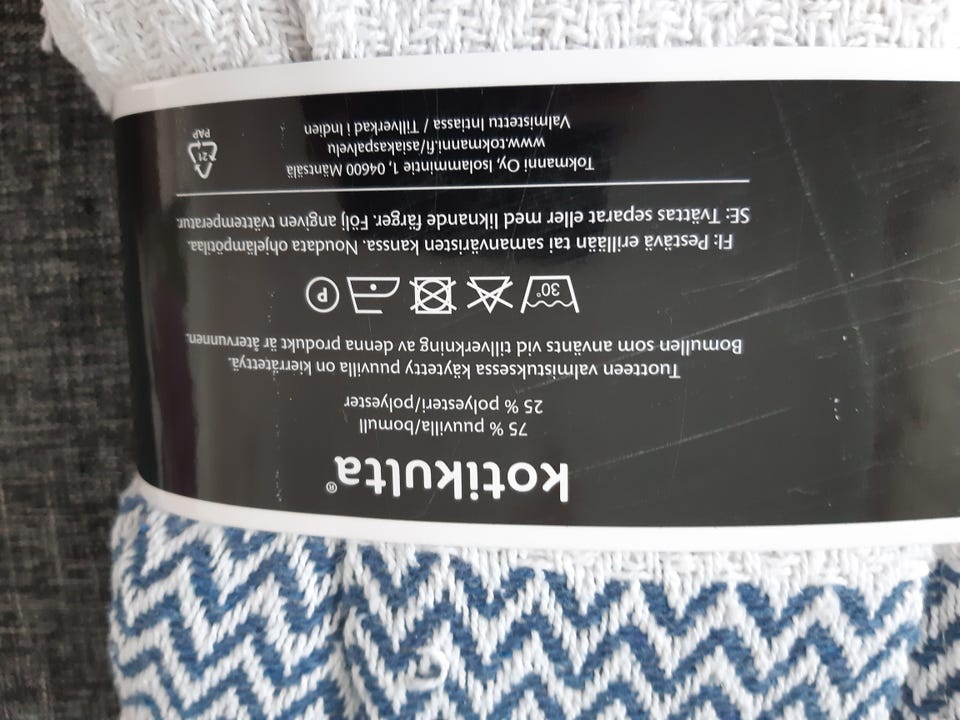 kotikulta®
75 % puuvilla/bomull
25 % polyesteri/polyester
Tuotteen valmistuksessa käytetty puuvilla on kierrätettyä.
Bomullen som använts vid tillverkning av denna produkt är återvunnen.
30° P
FI: Pestävä erillään tai samanväristen kanssa. Noudata ohjelämpötilaa.
SE: Tvättas separat eller med liknande färger. Följ angiven tvättemperatur.
Tokmanni Oy, Isolammintie 1, 04600 Mäntsälä
www.tokmanni.fi/asiakaspalvelu
Valmistettu Intiassa / Tillverkad i Indien
21
PAP